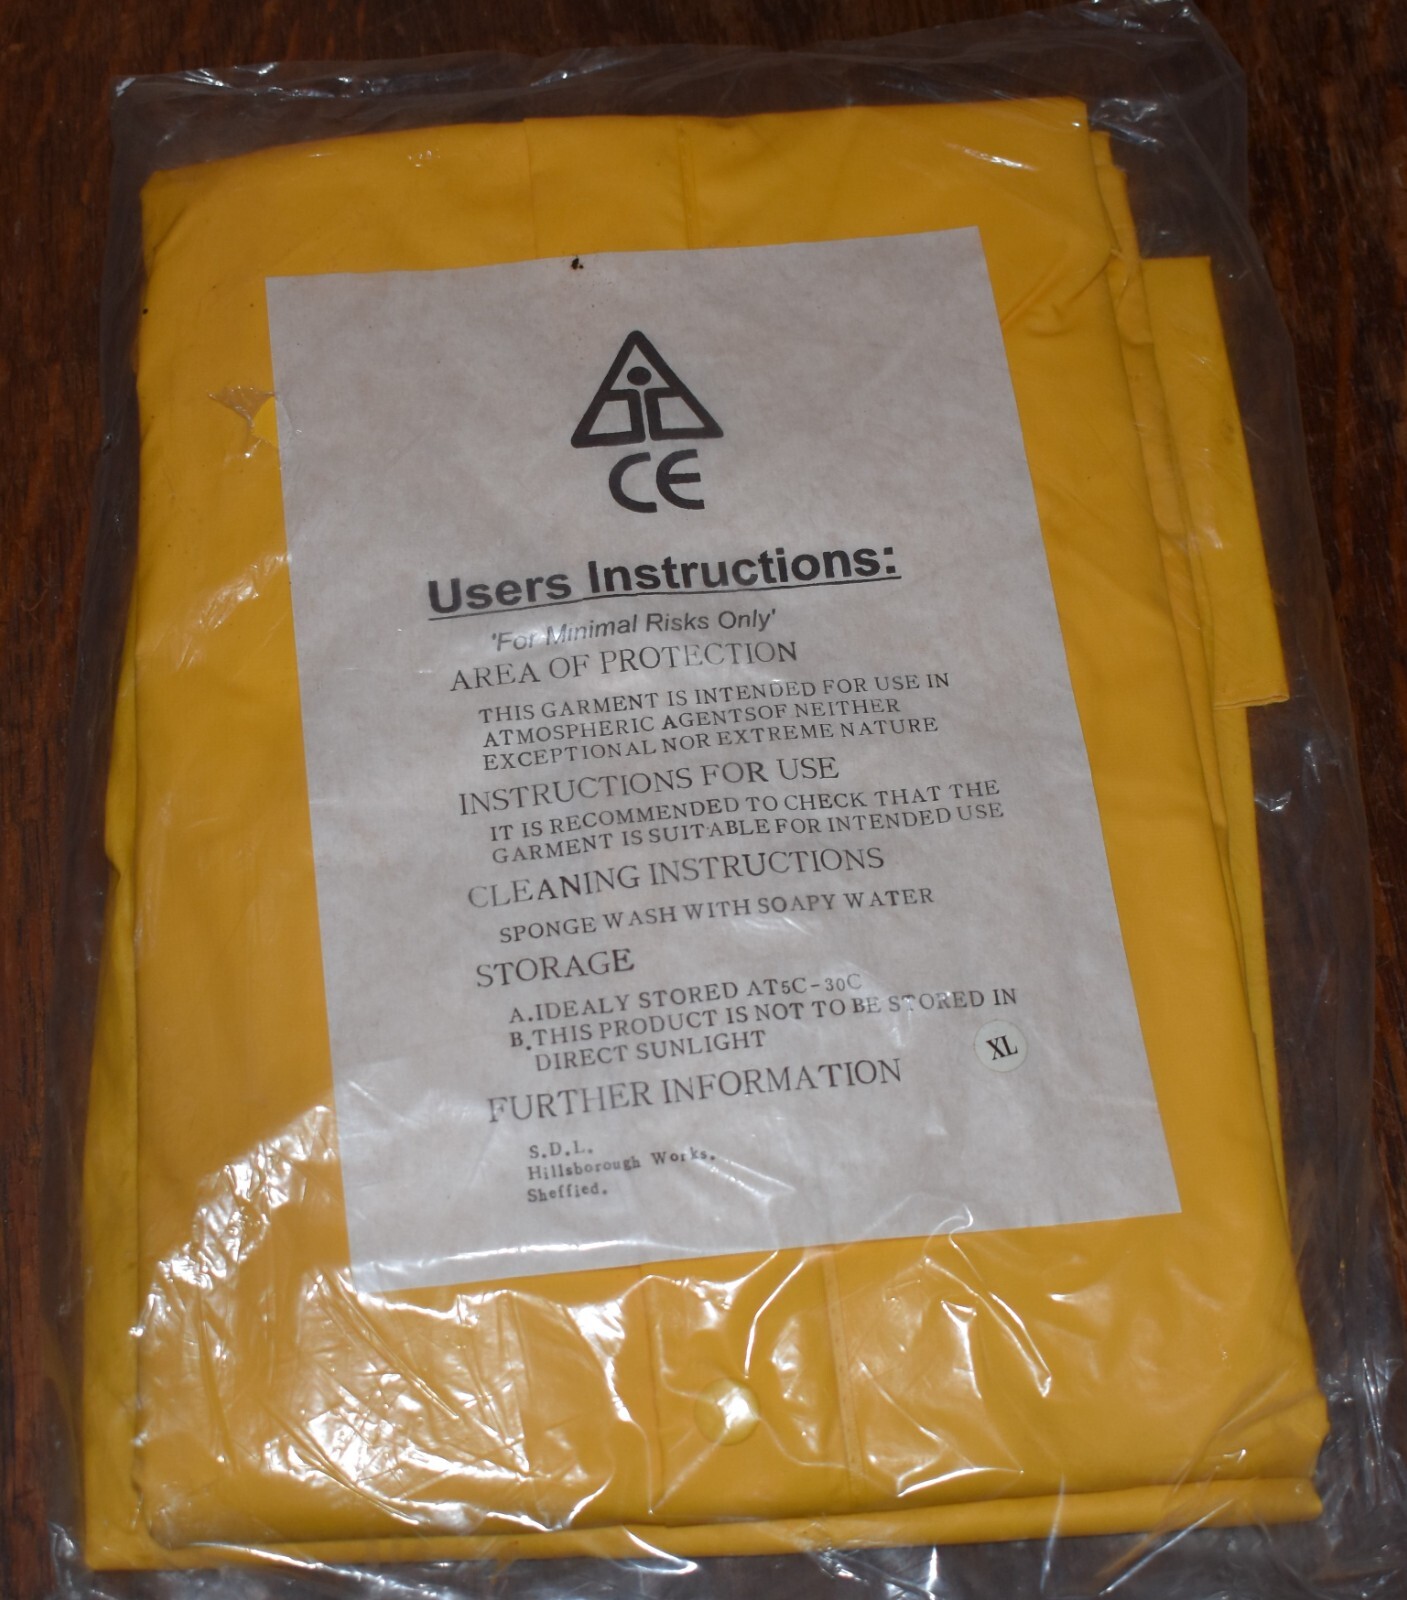 CE
Users Instructions:
'For Minimal Risks Only'
AREA OF PROTECTION
THIS GARMENT IS INTENDED FOR USE IN
ATMOSPHERIC AGENTSOF NEITHER
EXCEPTIONAL NOR EXTREME NATURE
INSTRUCTIONS FOR USE
IT IS RECOMMENDED TO CHECK THAT THE
GARMENT IS SUITABLE FOR INTENDED USE
CLEANING INSTRUCTIONS
SPONGE WASH WITH SOAPY WATER
STORAGE
A.IDEALY STORED AT5C-30C
B.THIS PRODUCT IS NOT TO BE STORED IN
DIRECT SUNLIGHT
XL
FURTHER INFORMATION
S.D.L.
Hillsborough Works.
Sheffied.